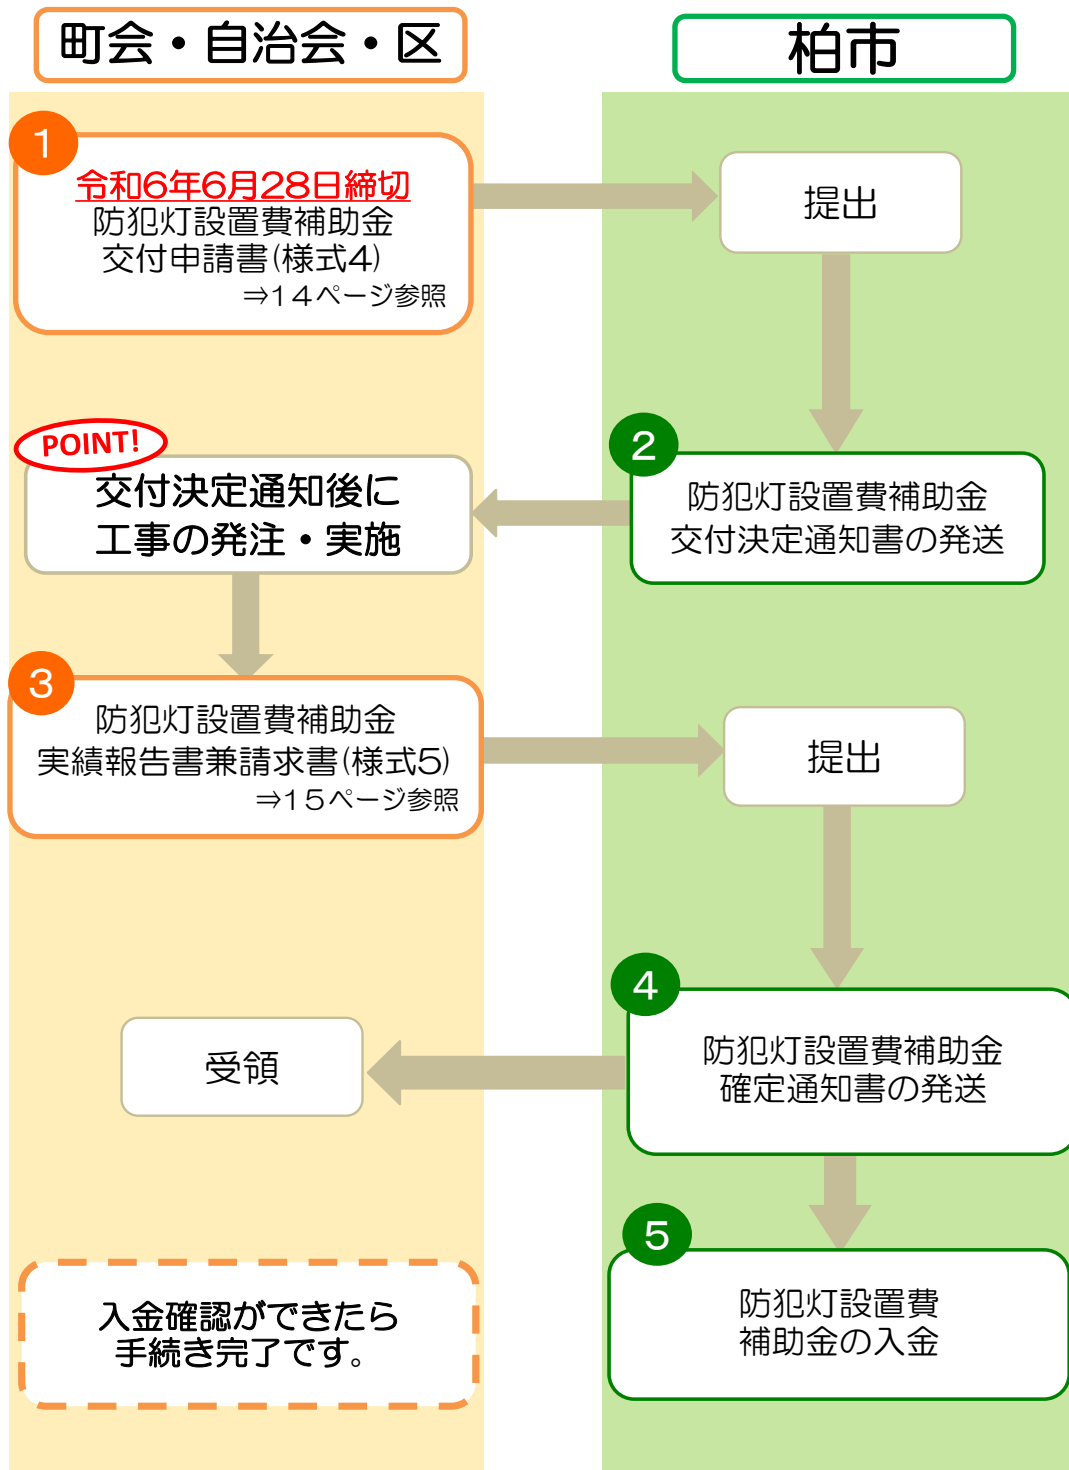 町会・自治会・区
柏市
1
令和6年6月28日締切
防犯灯設置費補助金
交付申請書(様式4)
⇒14ページ参照
提出
POINT!
交付決定通知後に
工事の発注・実施
2
防犯灯設置費補助金
交付決定通知書の発送
3
防犯灯設置費補助金
実績報告書兼請求書(様式5)
⇒15ページ参照
提出
4
防犯灯設置費補助金
確定通知書の発送
受領
5
防犯灯設置費
補助金の入金
入金確認ができたら
手続き完了です。